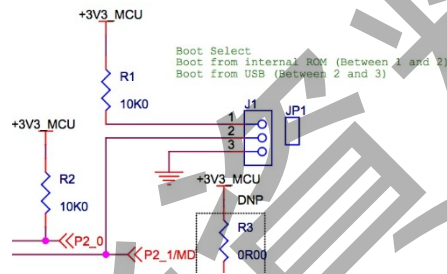 +3V3_MCU
Boot Select
Boot from internal ROM (Between 1 and 2)
Boot from USB (Between 2 and 3)
R1
10K0
J1
JP1
1
2
3
+3V3_MCU
R2
10K0
+3V3_MCU
DNP
R3
0R00
P2_0
P2_1/MD